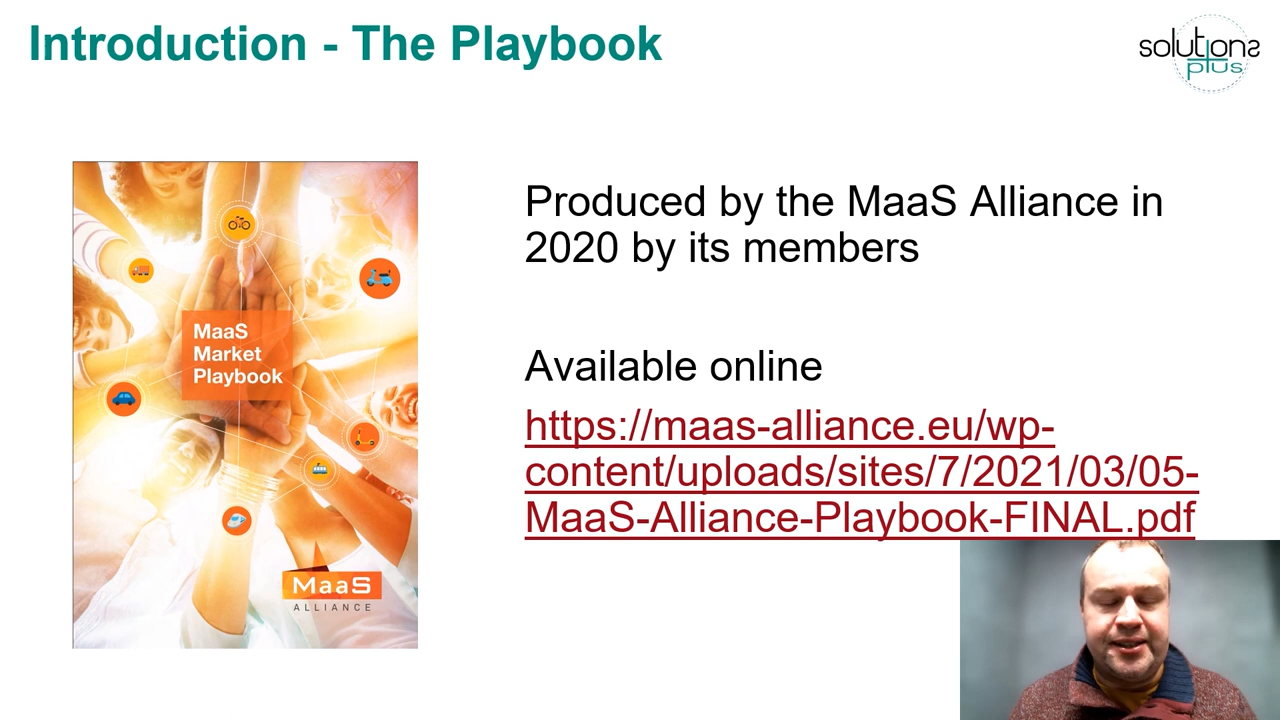 Introduction - The Playbook
solutions
plus
MaaS
Market
Playbook
MaaS
ALLIANCE
Produced by the MaaS Alliance in
2020 by its members
Available online
https://maas-alliance.eu/wp-
content/uploads/sites/7/2021/03/05-
MaaS-Alliance-Playbook-FINAL.pdf